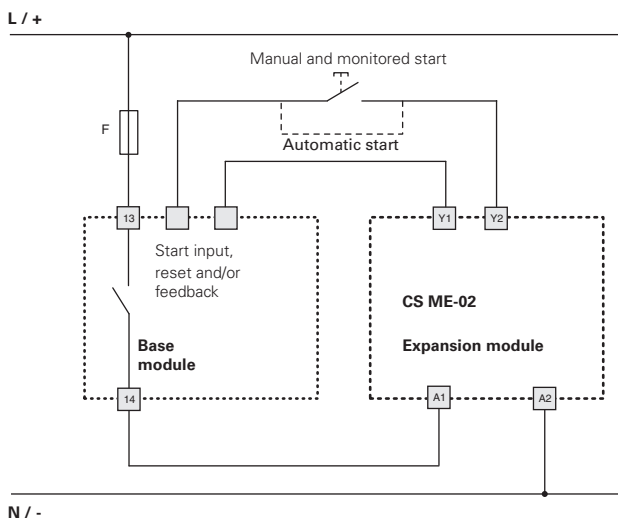 L / +
Manual and monitored start
F
Automatic start
13
Y1
Y2
Start input,
reset and/or
feedback
CS ME-02
Base
module
Expansion module
14
A1
A2
N / -